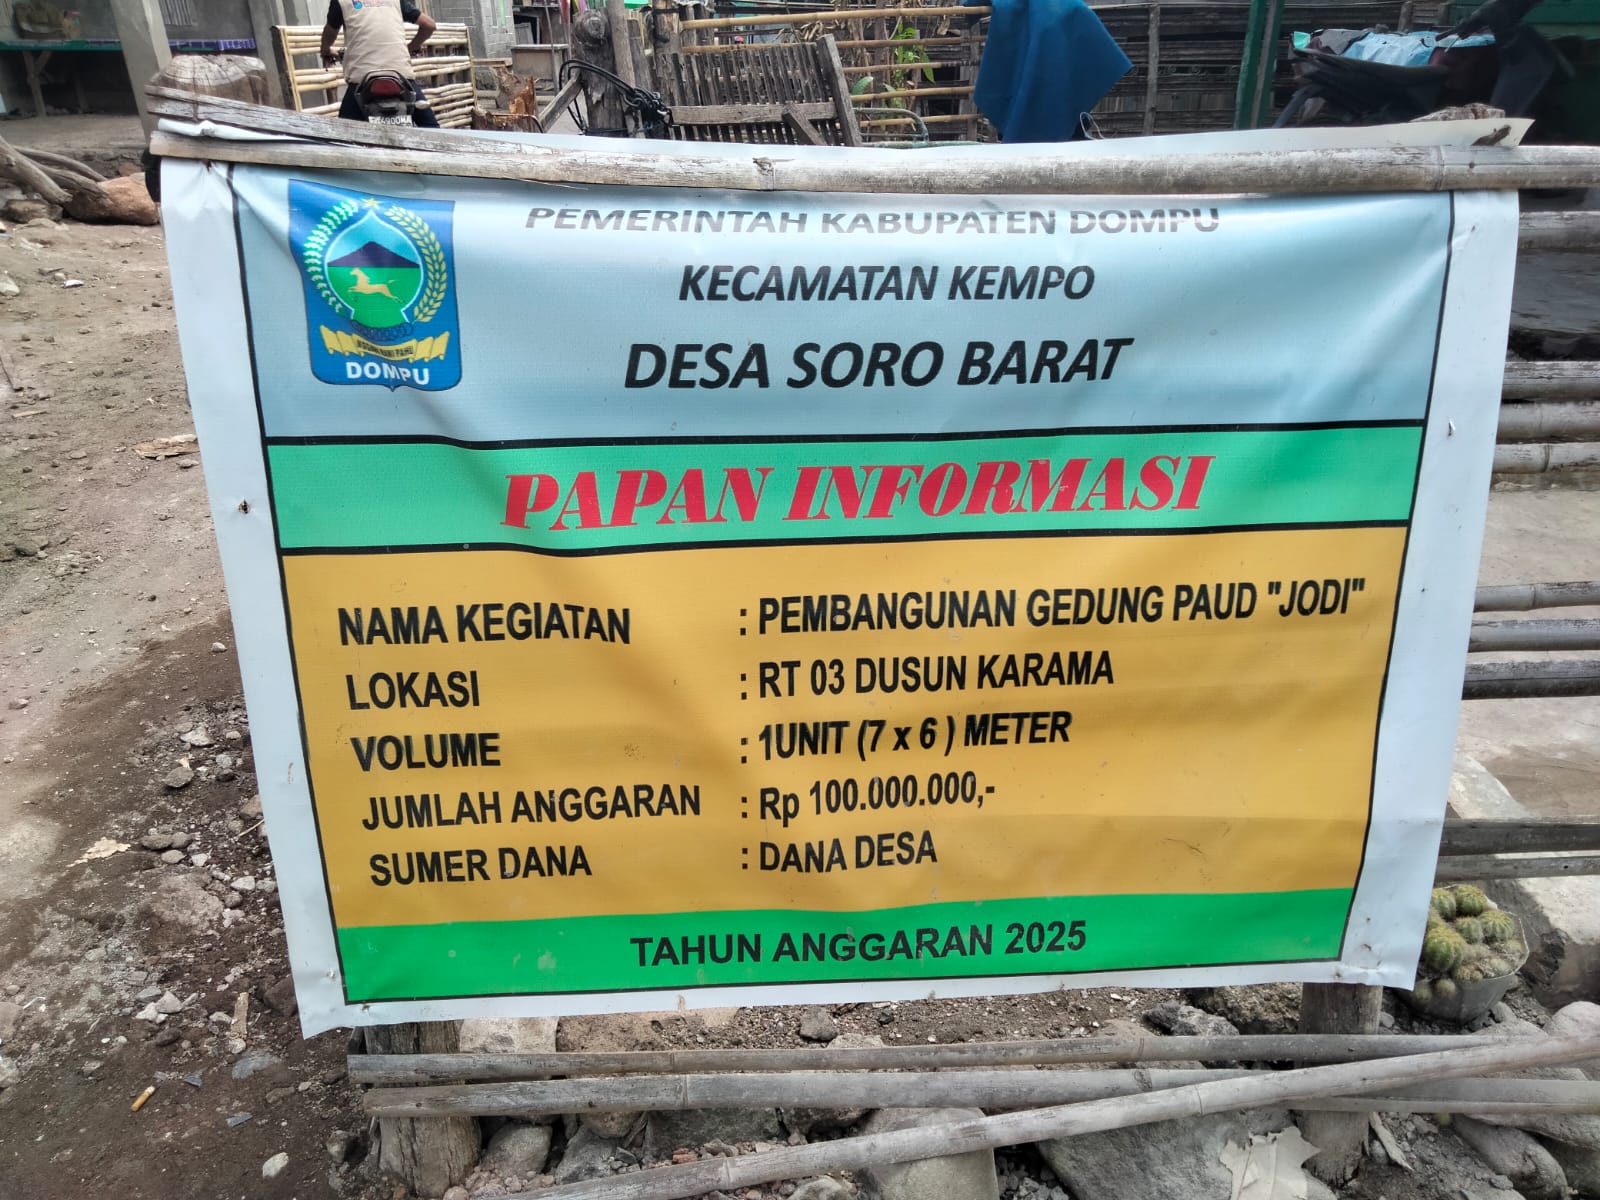 PEMERINTAH KABUPATEN DOMPU
KECAMATAN KEMPO
DESA SORO BARAT
DOMPU
PAPAN INFORMASI
NAMA KEGIATAN : PEMBANGUNAN GEDUNG PAUD "JODI"
LOKASI : RT 03 DUSUN KARAMA
VOLUME : 1UNIT (7 x 6 ) METER
JUMLAH ANGGARAN : Rp 100.000.000,-
SUMER DANA : DANA DESA
TAHUN ANGGARAN 2025